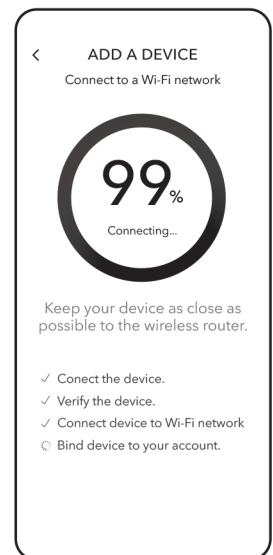 ADD A DEVICE
Connect to a Wi-Fi network
99%
Connecting...
Keep your device as close as
possible to the wireless router.
Conect the device.
Verify the device.
Connect device to Wi-Fi network
Bind device to your account.